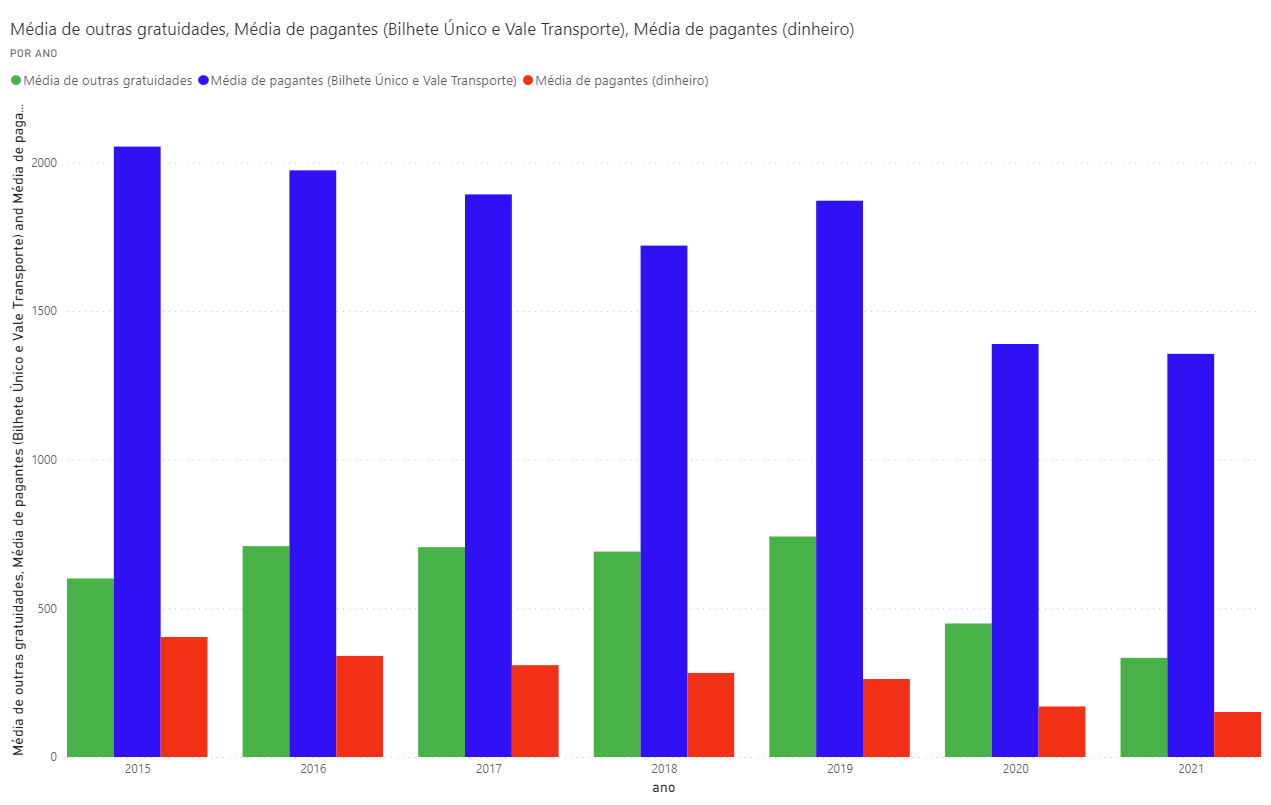 Média de outras gratuidades, Média de pagantes (Bilhete Único e Vale Transporte), Média de pagantes (dinheiro)
POR ANO
Média de outras gratuidades Média de pagantes (Bilhete Único e Vale Transporte) Média de pagantes (dinheiro)
Média de outras gratuidades, Média de pagantes (Bilhete Único e Vale Transporte) and Média de paga...
2000
1500
1000
500
0
2015 2016 2017 2018 2019 2020 2021
ano